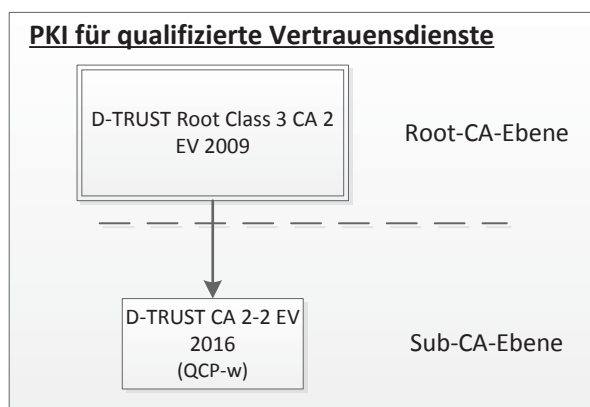 PKI für qualifizierte Vertrauensdienste
D-TRUST Root Class 3 CA 2
EV 2009
Root-CA-Ebene
D-TRUST CA 2-2 EV
2016
(QCP-w)
Sub-CA-Ebene